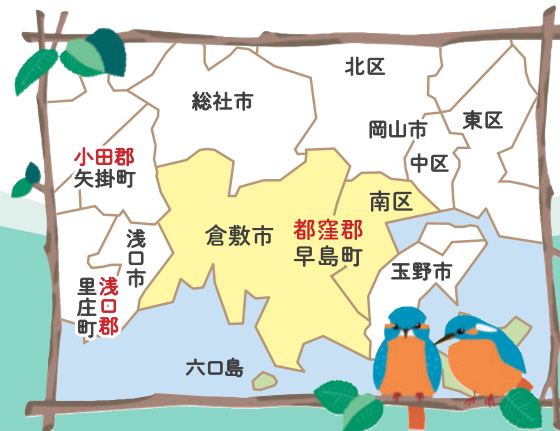 北区
総社市
岡山市
東区
中区
小田郡
矢掛町
南区
浅口市
倉敷市
都窪郡
早島町
玉野市
浅口郡
里庄町
六口島